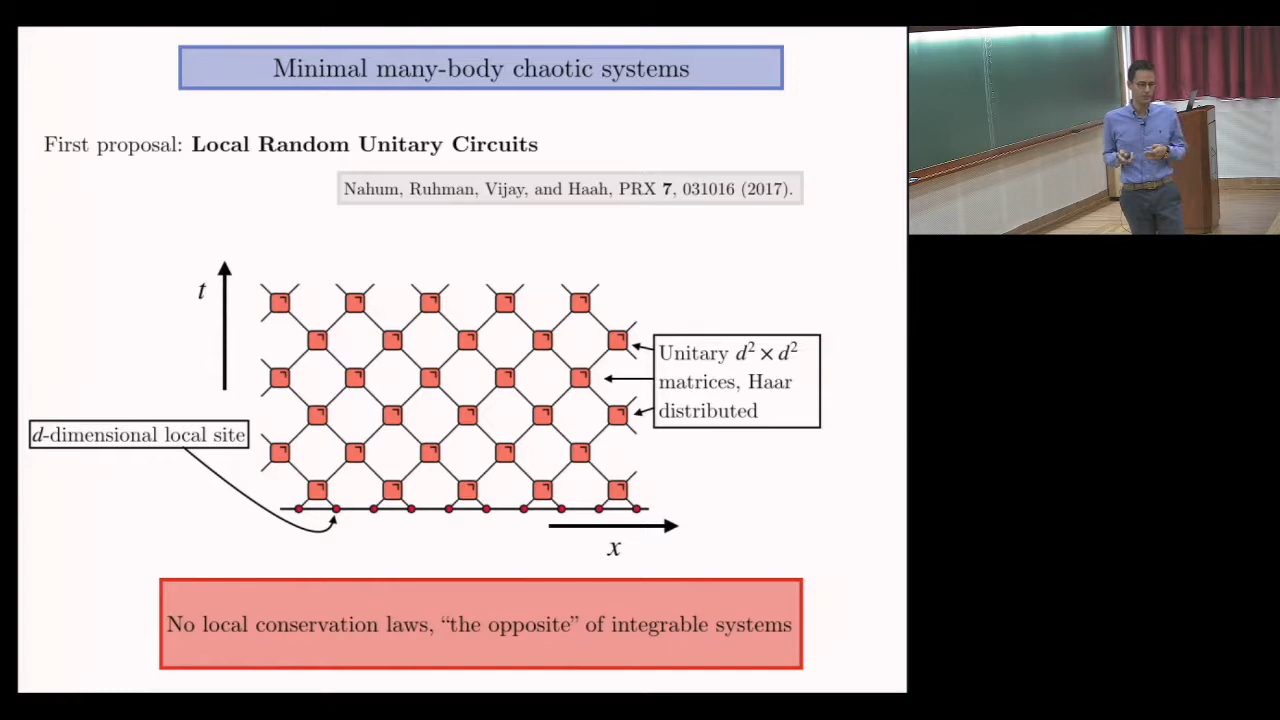 Minimal many-body chaotic systems
First proposal: Local Random Unitary Circuits
Nahum, Ruhman, Vijay, and Haah, PRX 7, 031016 (2017).
t
Unitary d² × d²
matrices, Haar
distributed
d-dimensional local site
x
No local conservation laws, “the opposite” of integrable systems